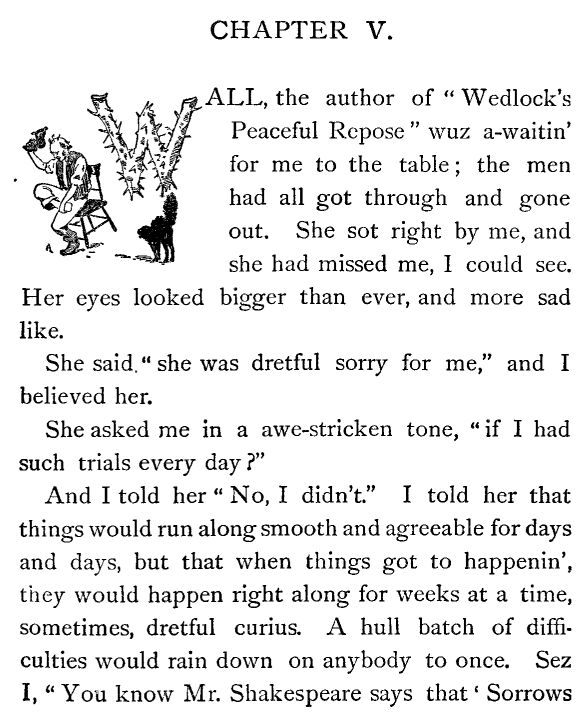 CHAPTER V.
WALL, the author of “Wedlock's
Peaceful Repose” wuz a-waitin'
for me to the table; the men
had all got through and gone
out. She sot right by me, and
she had missed me, I could see.
Her eyes looked bigger than ever, and more sad
like.
She said. “she was dretful sorry for me,” and I
believed her.
She asked me in a awe-stricken tone, “if I had
such trials every day?”
And I told her “No, I didn't.” I told her that
things would run along smooth and agreeable for days
and days, but that when things got to happenin',
they would happen right along for weeks at a time,
sometimes, dretful curius. A hull batch of diffi-
culties would rain down on anybody to once. Sez
I, “You know Mr. Shakespeare says that ‘Sorrows